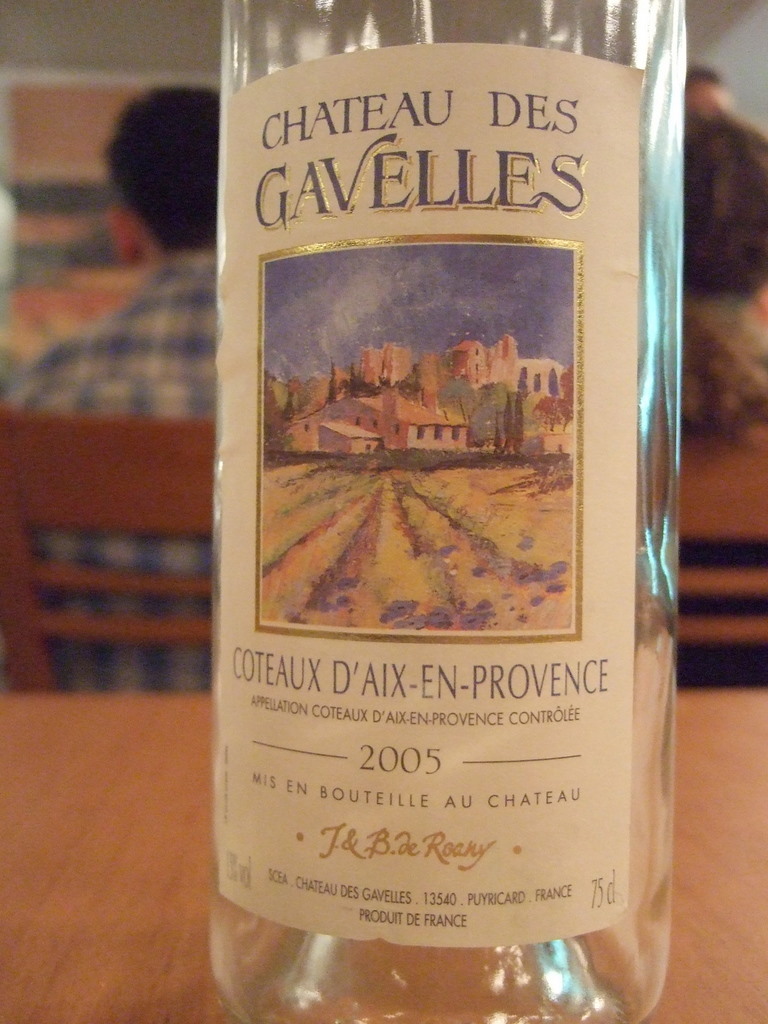 CHATEAU DES
GAVELLES
COTEAUX D'AIX-EN-PROVENCE
APPELLATION COTEAUX D'AIX-EN-PROVENCE CONTRÔLÉE
2005
MIS EN BOUTEILLE AU CHATEAU
• J. & B. de Rozny •
SCEA . CHATEAU DES GAVELLES . 13540 . PUYRICARD . FRANCE
75 cl
PRODUIT DE FRANCE